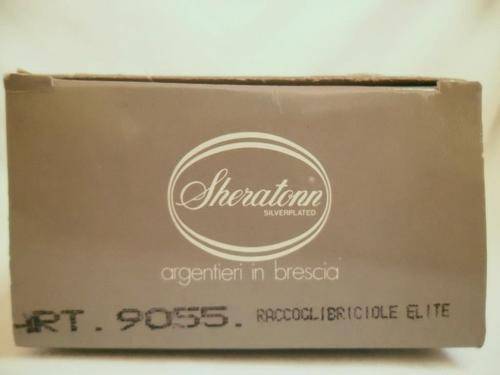 Sheratonn®
SILVERPLATED
argentieri in brescia
ART. 9055. RACCOGLIBRICIOLE ELITE